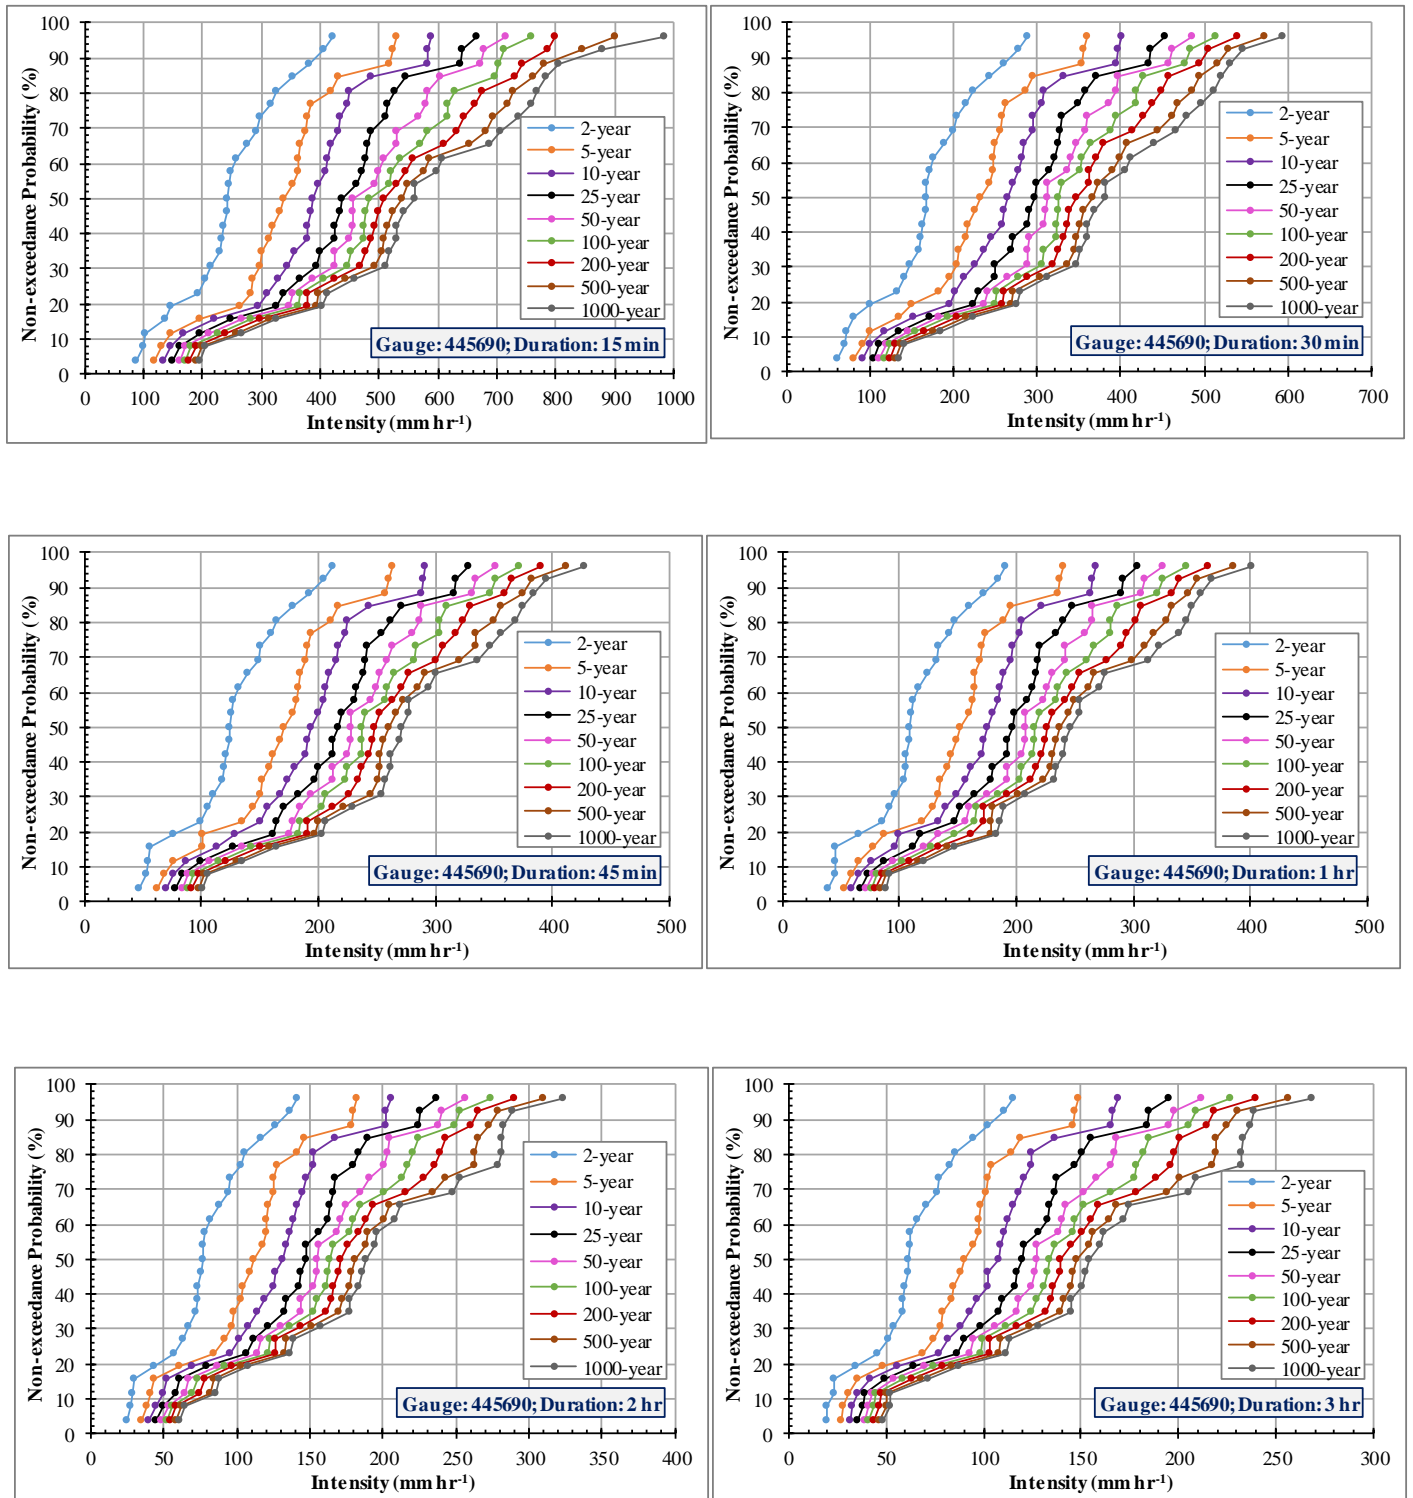 Non-exceedance Probability (%)
100
90
80
70
60
50
40
30
20
10
0
2-year
5-year
10-year
25-year
50-year
100-year
200-year
500-year
1000-year
Gauge: 445690; Duration: 15 min
0 100 200 300 400 500 600 700 800 900 1000
Intensity (mm hr⁻¹)
Non-exceedance Probability (%)
100
90
80
70
60
50
40
30
20
10
0
2-year
5-year
10-year
25-year
50-year
100-year
200-year
500-year
1000-year
Gauge: 445690; Duration: 30 min
0 100 200 300 400 500 600 700
Intensity (mm hr⁻¹)
Non-exceedance Probability (%)
100
90
80
70
60
50
40
30
20
10
0
2-year
5-year
10-year
25-year
50-year
100-year
200-year
500-year
1000-year
Gauge: 445690; Duration: 45 min
0 100 200 300 400 500
Intensity (mm hr⁻¹)
Non-exceedance Probability (%)
100
90
80
70
60
50
40
30
20
10
0
2-year
5-year
10-year
25-year
50-year
100-year
200-year
500-year
1000-year
Gauge: 445690; Duration: 1 hr
0 100 200 300 400 500
Intensity (mm hr⁻¹)
Non-exceedance Probability (%)
100
90
80
70
60
50
40
30
20
10
0
2-year
5-year
10-year
25-year
50-year
100-year
200-year
500-year
1000-year
Gauge: 445690; Duration: 2 hr
0 50 100 150 200 250 300 350 400
Intensity (mm hr⁻¹)
Non-exceedance Probability (%)
100
90
80
70
60
50
40
30
20
10
0
2-year
5-year
10-year
25-year
50-year
100-year
200-year
500-year
1000-year
Gauge: 445690; Duration: 3 hr
0 50 100 150 200 250 300
Intensity (mm hr⁻¹)